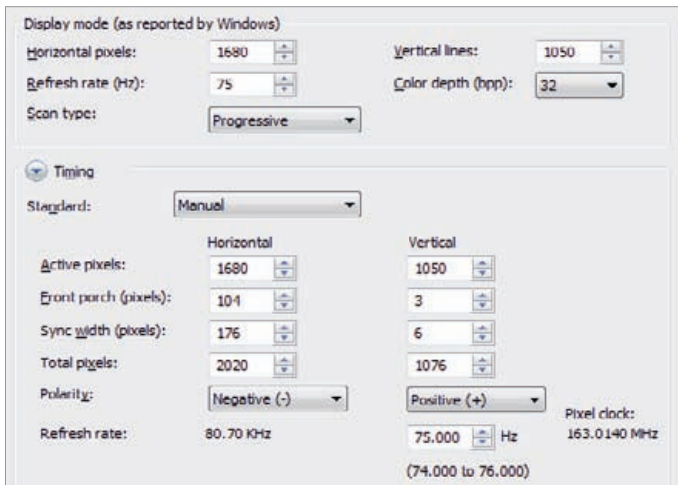 Display mode (as reported by Windows)
Horizontal pixels: 1680 Vertical lines: 1050
Refresh rate (Hz): 75 Color depth (bpp): 32
Scan type: Progressive
Timing
Standard: Manual
Horizontal Vertical
Active pixels: 1680 1050
Front porch (pixels): 104 3
Sync width (pixels): 176 6
Total pixels: 2020 1076
Polarity: Negative (-) Positive (+)
Pixel clock:
Refresh rate: 80.70 KHz 75.000 Hz 163.0140 MHz
(74.000 to 76.000)